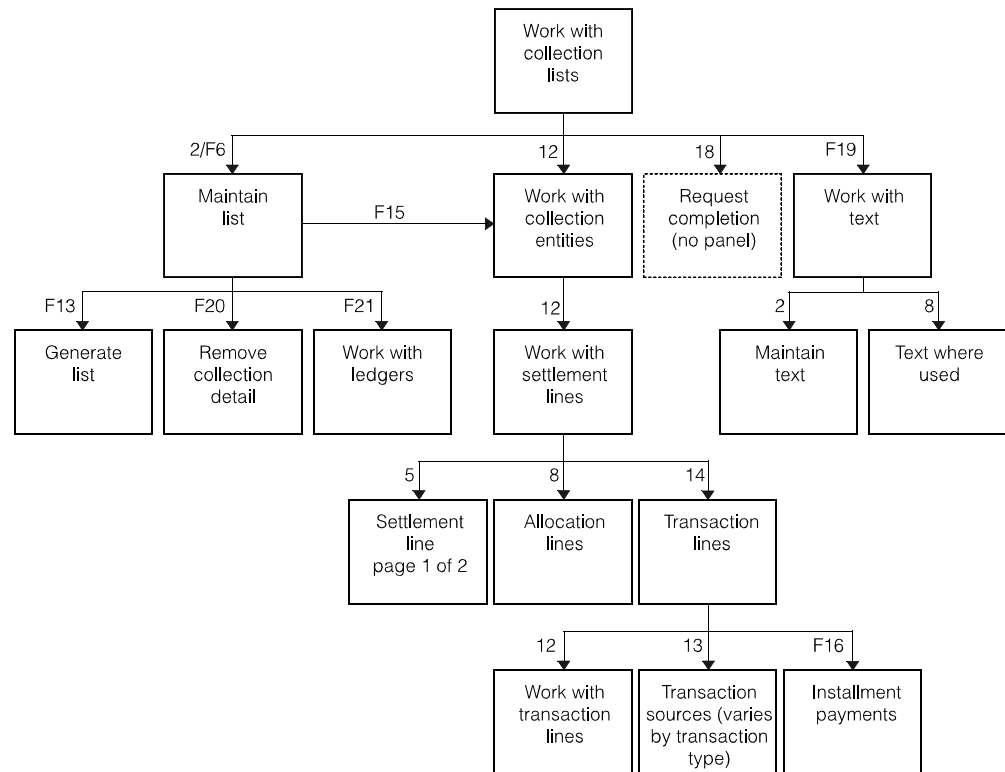 Work with
collection
lists
2/F6
12
18
F19
Maintain
list
F15
Work with
collection
entities
Request
completion
(no panel)
Work with
text
F13
F20
F21
12
2
8
Generate
list
Remove
collection
detail
Work with
ledgers
Work with
settlement
lines
Maintain
text
Text where
used
5
8
14
Settlement
line
page 1 of 2
Allocation
lines
Transaction
lines
12
13
F16
Work with
transaction
lines
Transaction
sources (varies
by transaction
type)
Installment
payments